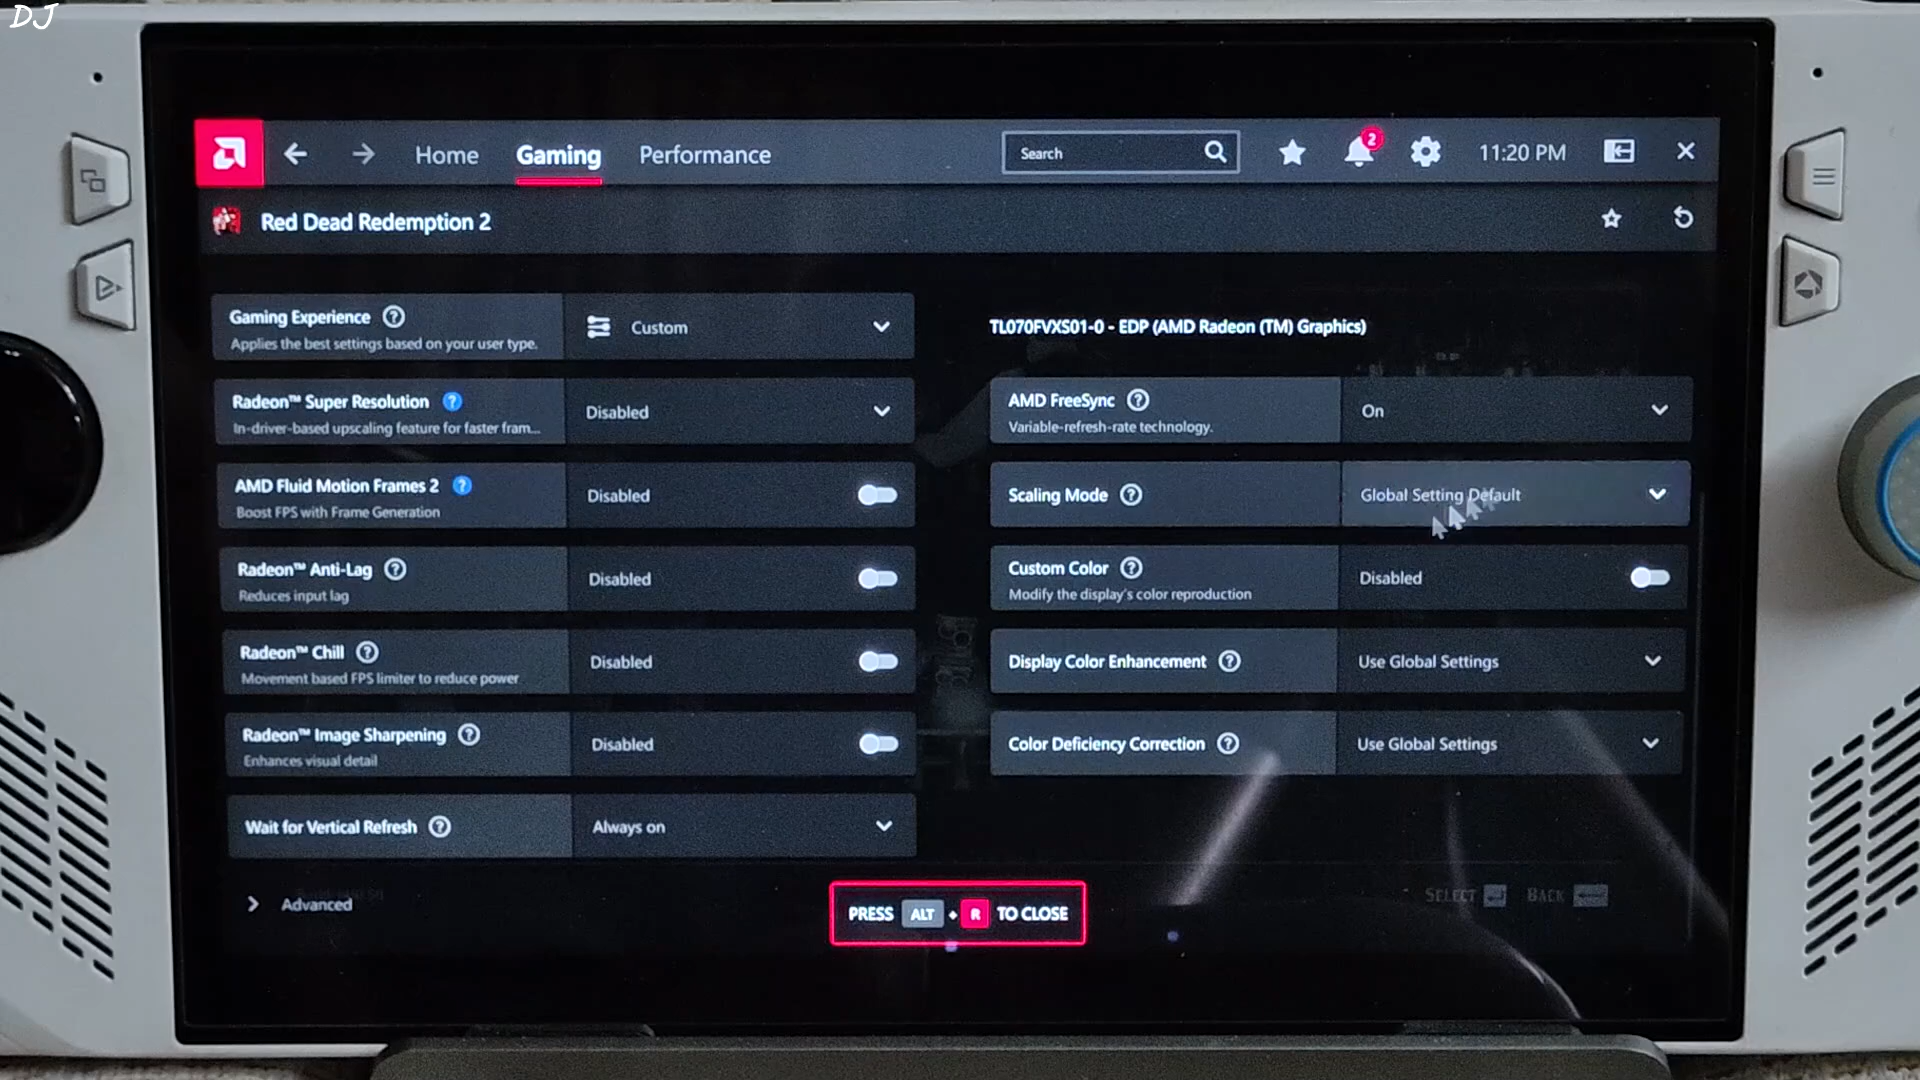 DJ
Home Gaming Performance Search 2 11:20 PM
Red Dead Redemption 2
Gaming Experience
Applies the best settings based on your user type.
Custom
Radeon™ Super Resolution
In-driver-based upscaling feature for faster fram...
Disabled
AMD Fluid Motion Frames 2
Boost FPS with Frame Generation
Disabled
Radeon™ Anti-Lag
Reduces input lag
Disabled
Radeon™ Chill
Movement based FPS limiter to reduce power
Disabled
Radeon™ Image Sharpening
Enhances visual detail
Disabled
Wait for Vertical Refresh
Always on
Advanced
TL070FVXS01-0 - EDP (AMD Radeon (TM) Graphics)
AMD FreeSync
Variable-refresh-rate technology.
On
Scaling Mode
Global Setting Default
Custom Color
Modify the display's color reproduction
Disabled
Display Color Enhancement
Use Global Settings
Color Deficiency Correction
Use Global Settings
SELECT BACK
PRESS ALT + R TO CLOSE